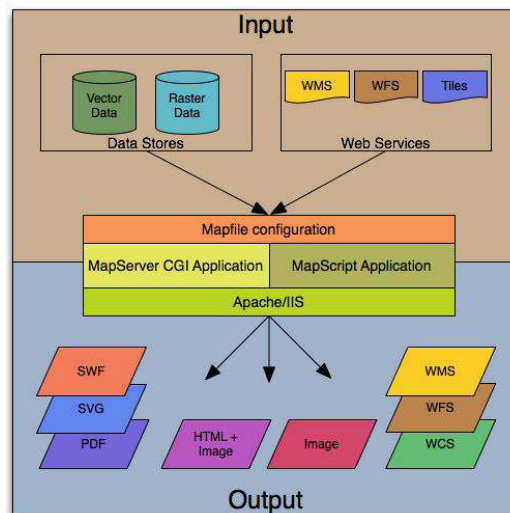 Input
Vector
Data
Raster
Data
Data Stores
WMS
WFS
Tiles
Web Services
Mapfile configuration
MapServer CGI Application
MapScript Application
Apache/IIS
SWF
SVG
PDF
HTML +
Image
Image
WMS
WFS
WCS
Output